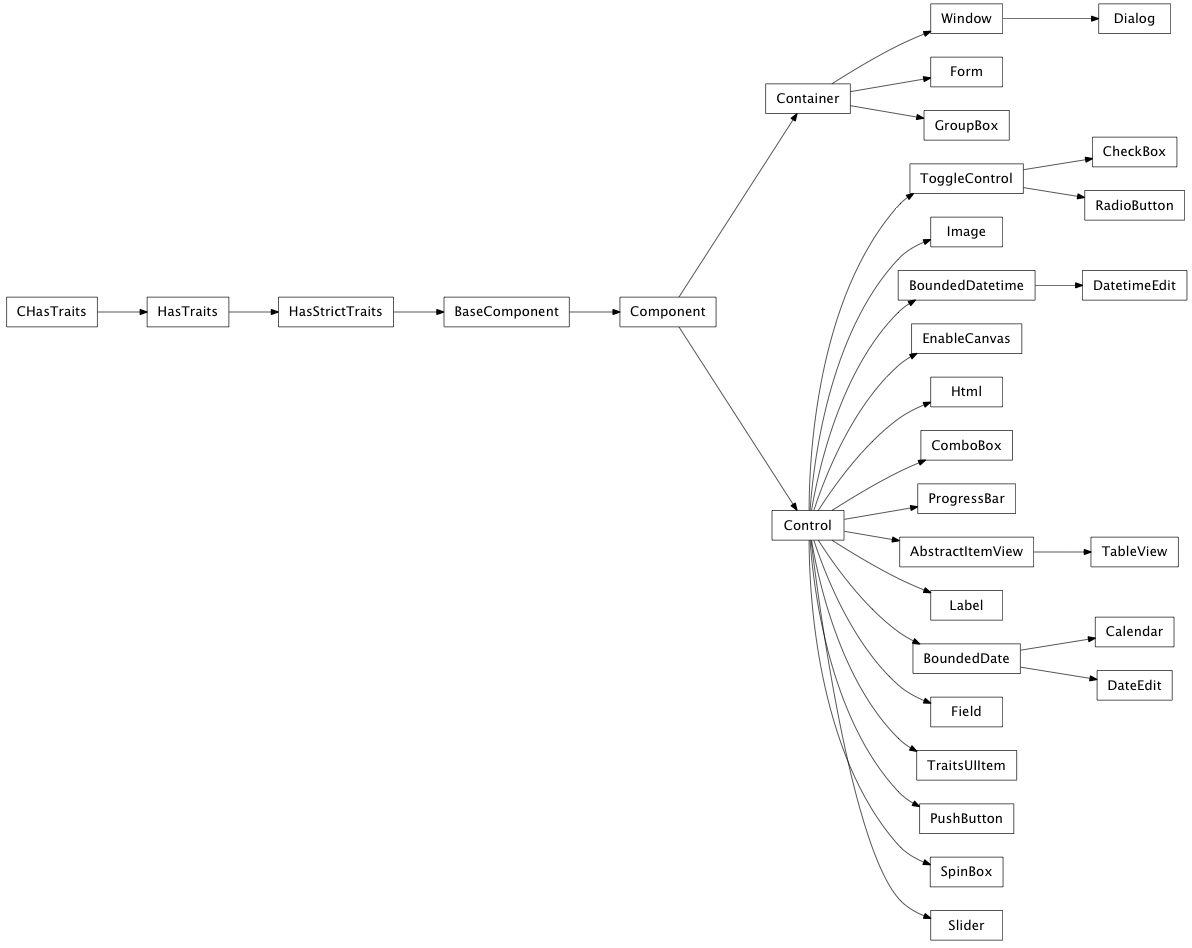 Window
Dialog
Form
Container
GroupBox
CheckBox
ToggleControl
RadioButton
Image
BoundedDatetime
DatetimeEdit
CHasTraits
HasTraits
HasStrictTraits
BaseComponent
Component
EnableCanvas
Html
ComboBox
ProgressBar
Control
AbstractItemView
TableView
Label
Calendar
BoundedDate
DateEdit
Field
TraitsUIItem
PushButton
SpinBox
Slider